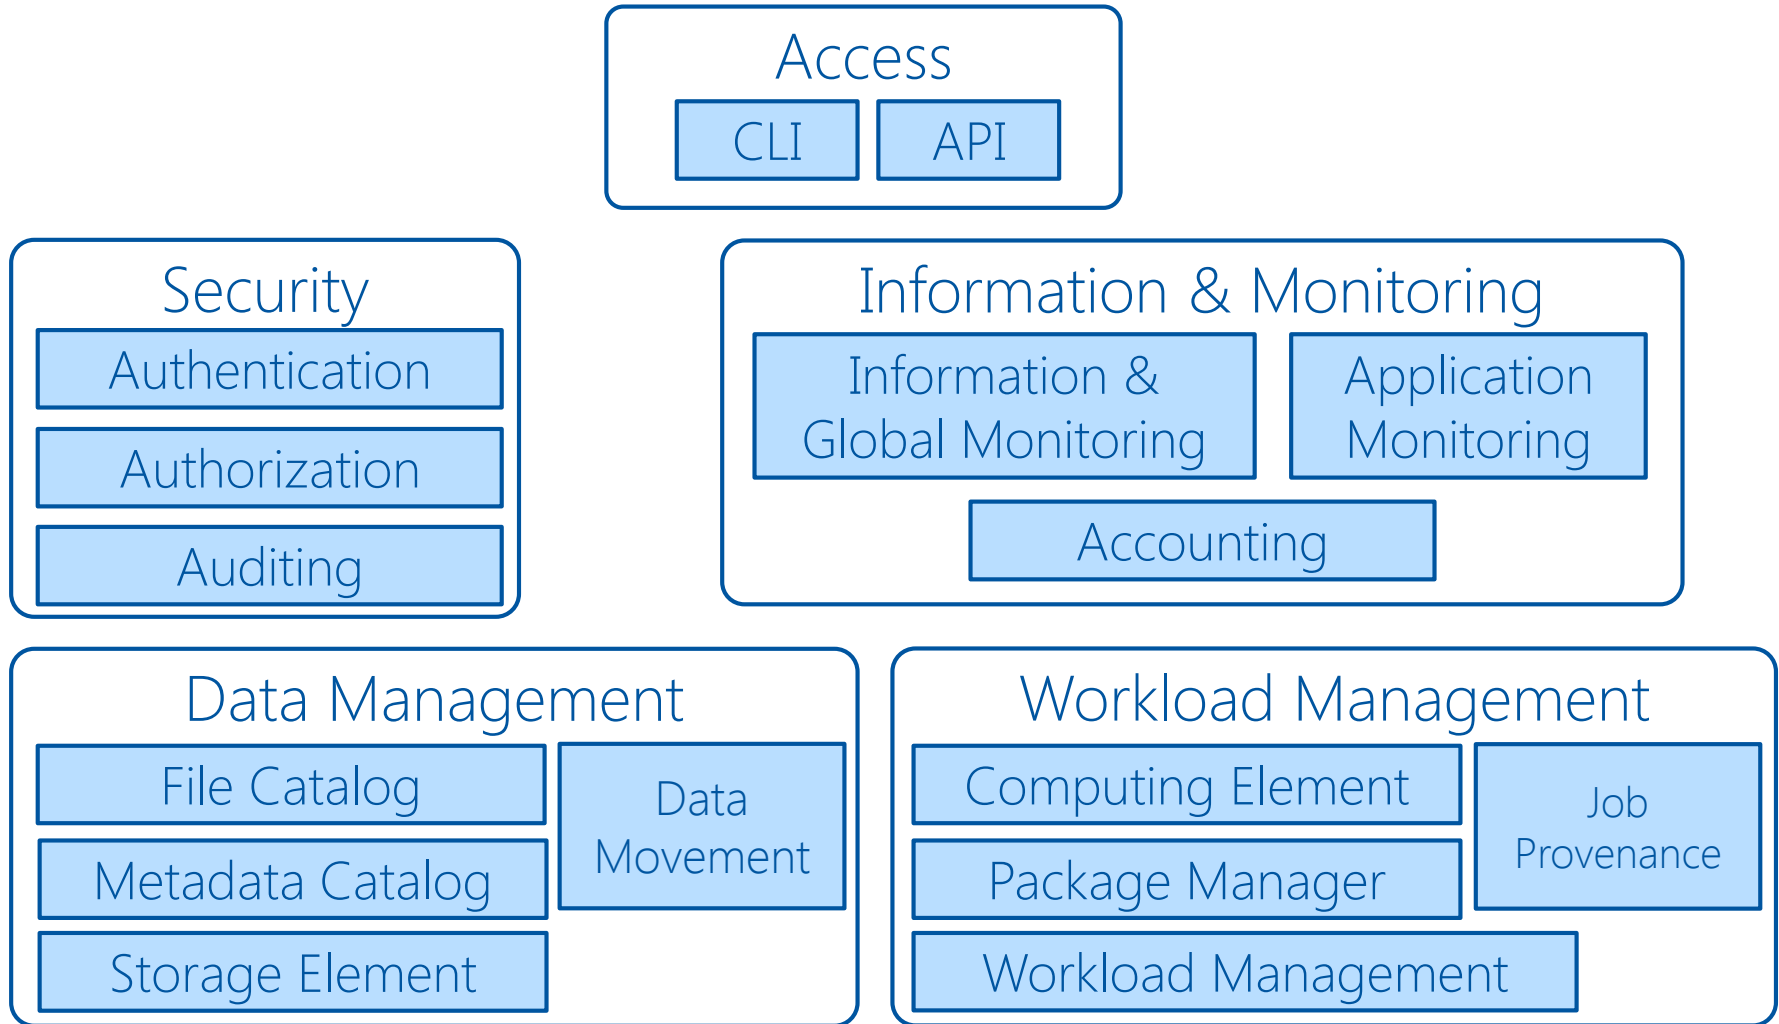 Access
CLI
API
Security
Authentication
Authorization
Auditing
Information & Monitoring
Information &
Global Monitoring
Application
Monitoring
Accounting
Data Management
File Catalog
Metadata Catalog
Storage Element
Data
Movement
Workload Management
Computing Element
Package Manager
Workload Management
Job
Provenance